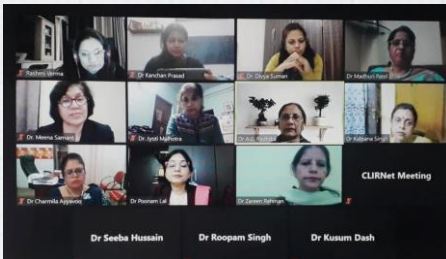 Rashmi Verma
Dr Kanchan Prasad
Dr. Divya Suman
Dr Madhuri Patel
Dr. Meena Samant
Dr. Jyoti Malhotra
Dr Kalpana Singh
Dr Charmila Ayyavoo
Dr Poonam Lal
Dr Zareen Rehman
CLIRNet Meeting
Dr Seeba Hussain
Dr Roopam Singh
Dr Kusum Dash